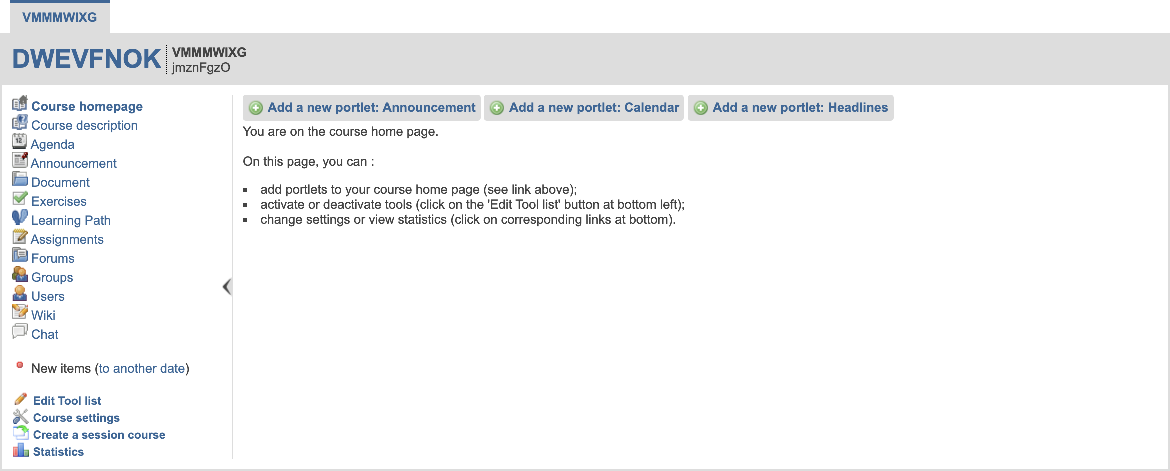 VMMMWIXG
DWEVFNOK
VMMMWIXG
jmznFgzO
Course homepage
Course description
Agenda
Announcement
Document
Exercises
Learning Path
Assignments
Forums
Groups
Users
Wiki
Chat
New items (to another date)
Edit Tool list
Course settings
Create a session course
Statistics
Add a new portlet: Announcement
Add a new portlet: Calendar
Add a new portlet: Headlines
You are on the course home page.
On this page, you can :
add portlets to your course home page (see link above);
activate or deactivate tools (click on the 'Edit Tool list' button at bottom left);
change settings or view statistics (click on corresponding links at bottom).